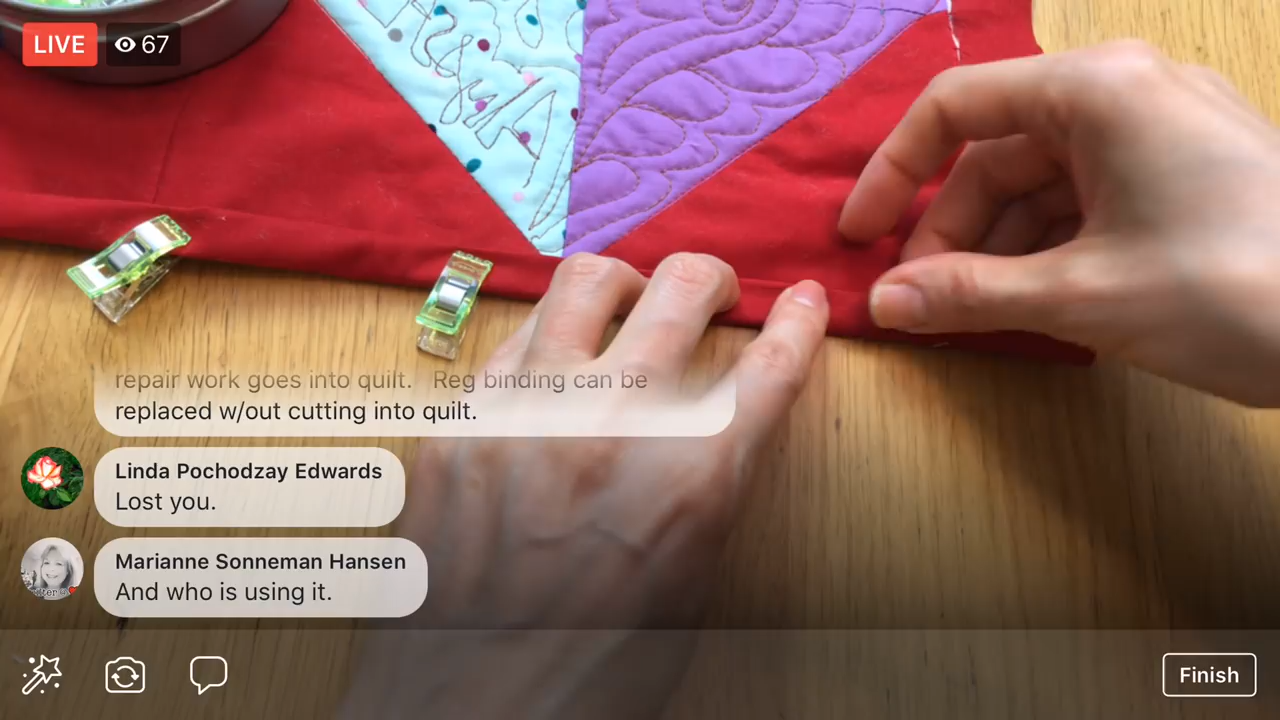 LIVE 67
repair work goes into quilt. Reg binding can be
replaced w/out cutting into quilt.
Linda Pochodzay Edwards
Lost you.
Marianne Sonneman Hansen
And who is using it.
Finish